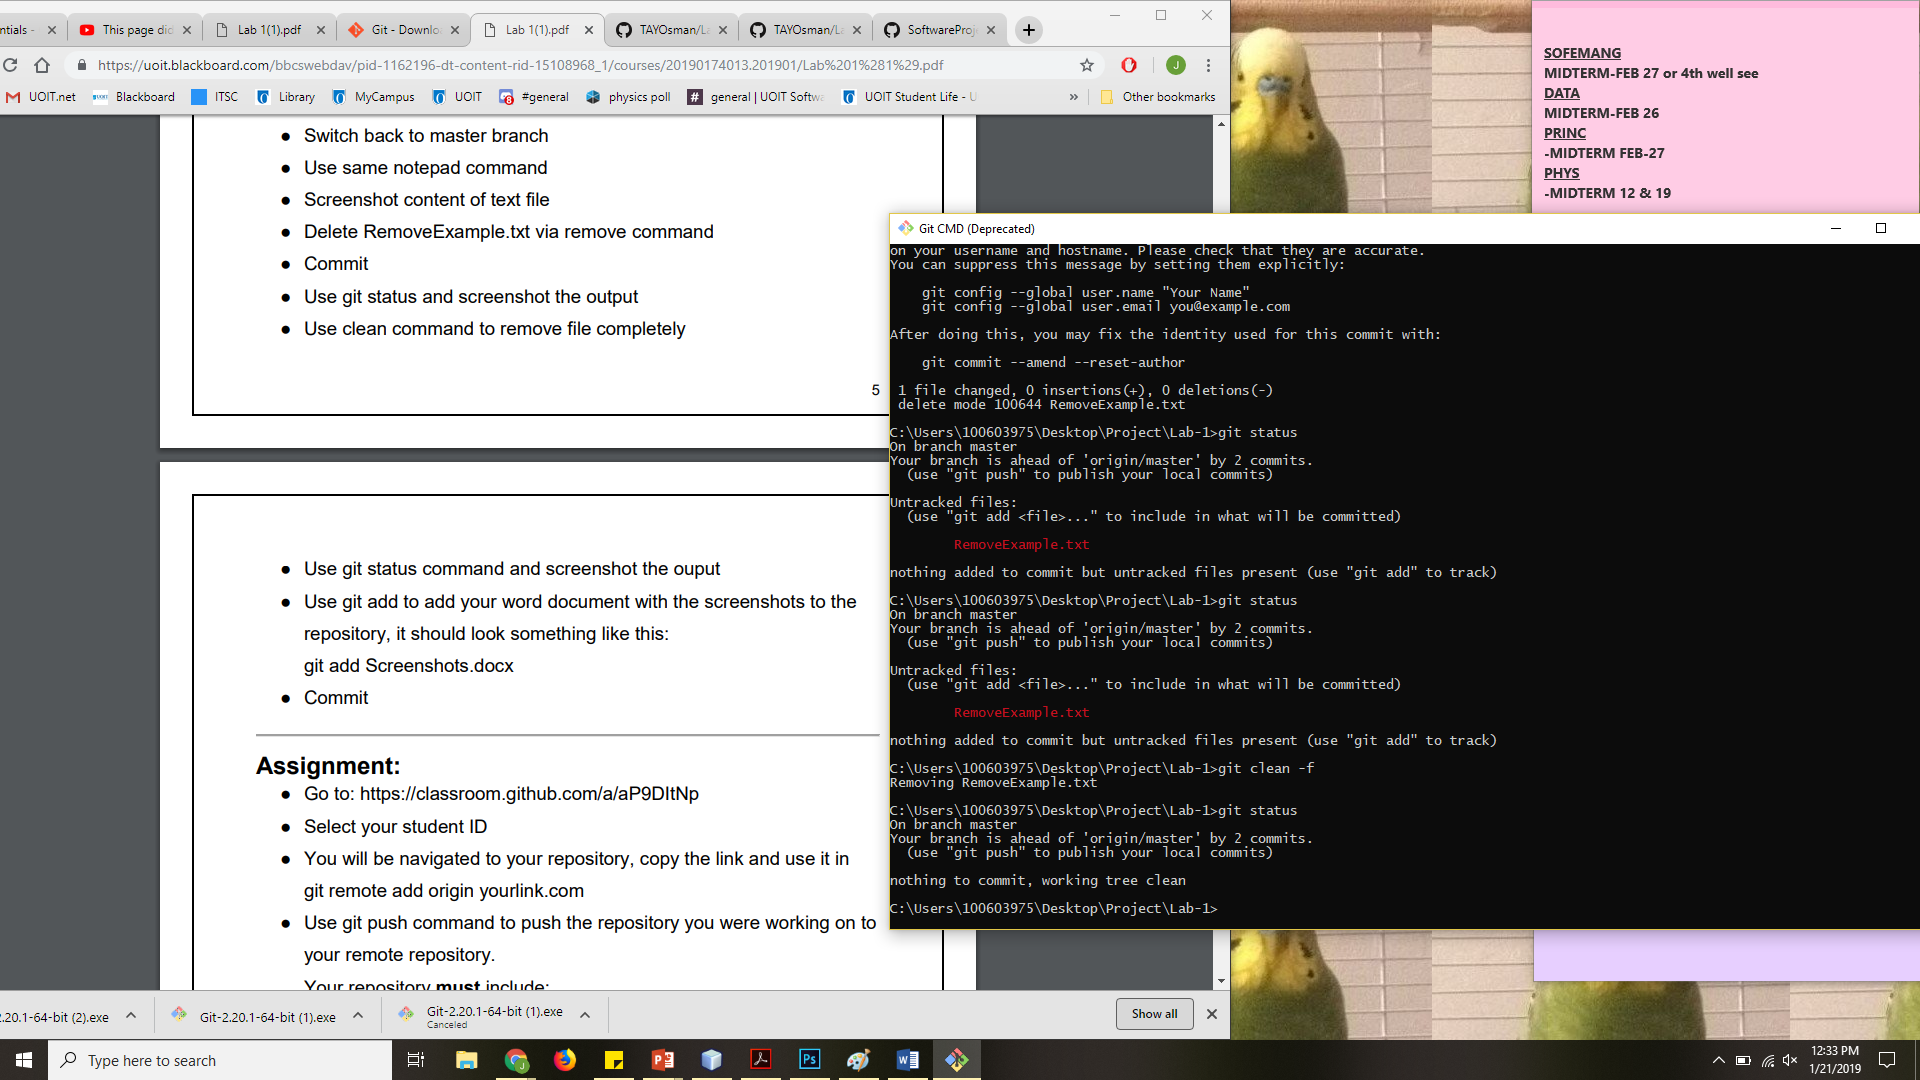 ntials -
This page did
Lab 1(1).pdf
Git - Downlo
Lab 1(1).pdf
TAYOsman/L
TAYOsman/L
SoftwareProj
https://uoit.blackboard.com/bbcswebdav/pid-1162196-dt-content-rid-15108968_1/courses/20190174013.201901/Lab%201%281%29.pdf
J
UOIT.net
Blackboard
ITSC
Library
MyCampus
UOIT
#general
physics poll
general | UOIT Softw
UOIT Student Life - U
»
Other bookmarks
● Switch back to master branch
● Use same notepad command
● Screenshot content of text file
● Delete RemoveExample.txt via remove command
● Commit
● Use git status and screenshot the output
● Use clean command to remove file completely
5
● Use git status command and screenshot the ouput
● Use git add to add your word document with the screenshots to the
repository, it should look something like this:
git add Screenshots.docx
● Commit
Assignment:
● Go to: https://classroom.github.com/a/aP9DItNp
● Select your student ID
● You will be navigated to your repository, copy the link and use it in
git remote add origin yourlink.com
● Use git push command to push the repository you were working on to
your remote repository.
Your repository must include:
SOFEMANG
MIDTERM-FEB 27 or 4th well see
DATA
MIDTERM-FEB 26
PRINC
-MIDTERM FEB-27
PHYS
-MIDTERM 12 & 19
Git CMD (Deprecated)
on your username and hostname. Please check that they are accurate.
You can suppress this message by setting them explicitly:
git config --global user.name "Your Name"
git config --global user.email you@example.com
After doing this, you may fix the identity used for this commit with:
git commit --amend --reset-author
1 file changed, 0 insertions(+), 0 deletions(-)
delete mode 100644 RemoveExample.txt
C:\Users\100603975\Desktop\Project\Lab-1>git status
On branch master
Your branch is ahead of 'origin/master' by 2 commits.
(use "git push" to publish your local commits)
Untracked files:
(use "git add <file>..." to include in what will be committed)
RemoveExample.txt
nothing added to commit but untracked files present (use "git add" to track)
C:\Users\100603975\Desktop\Project\Lab-1>git status
On branch master
Your branch is ahead of 'origin/master' by 2 commits.
(use "git push" to publish your local commits)
Untracked files:
(use "git add <file>..." to include in what will be committed)
RemoveExample.txt
nothing added to commit but untracked files present (use "git add" to track)
C:\Users\100603975\Desktop\Project\Lab-1>git clean -f
Removing RemoveExample.txt
C:\Users\100603975\Desktop\Project\Lab-1>git status
On branch master
Your branch is ahead of 'origin/master' by 2 commits.
(use "git push" to publish your local commits)
nothing to commit, working tree clean
C:\Users\100603975\Desktop\Project\Lab-1>
2.20.1-64-bit (2).exe
Git-2.20.1-64-bit (1).exe
Git-2.20.1-64-bit (1).exe
Canceled
Show all
Type here to search
12:33 PM
1/21/2019